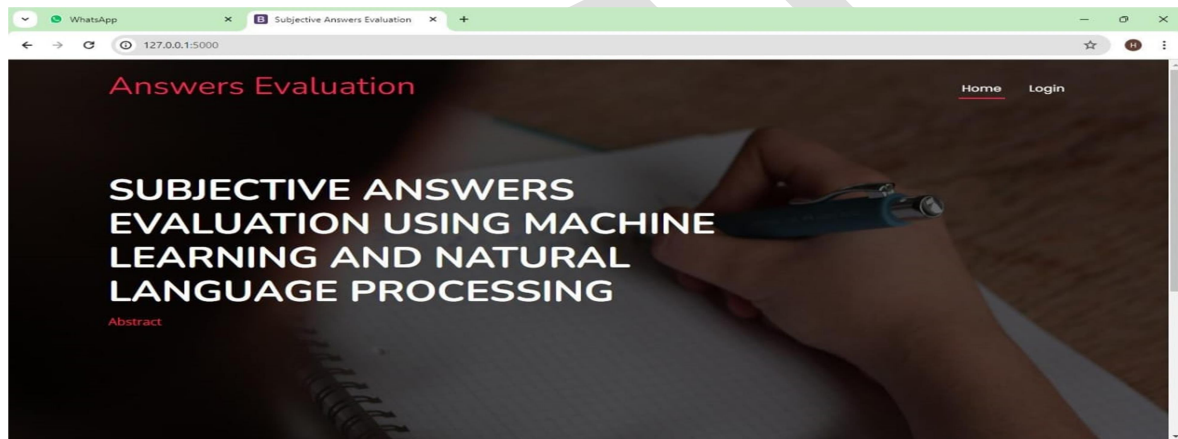 WhatsApp
Subjective Answers Evaluation
127.0.0.1:5000
H
Answers Evaluation
Home
Login
SUBJECTIVE ANSWERS
EVALUATION USING MACHINE
LEARNING AND NATURAL
LANGUAGE PROCESSING
Abstract